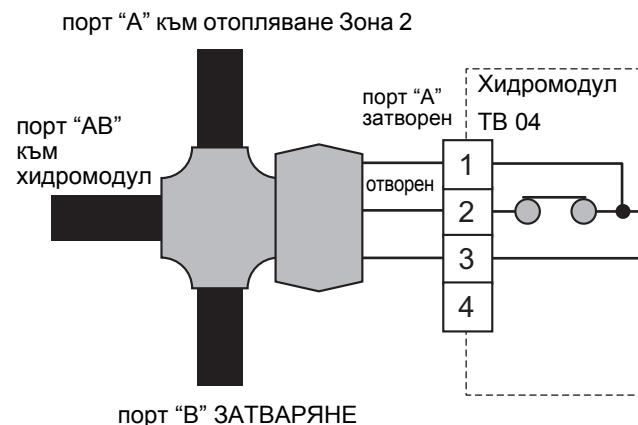 порт “А” към отопляване Зона 2
порт “АВ”
към
хидромодул
порт “А”
затворен
отворен
Хидромодул
ТВ 04
1
2
3
4
порт “В” ЗАТВАРЯНЕ